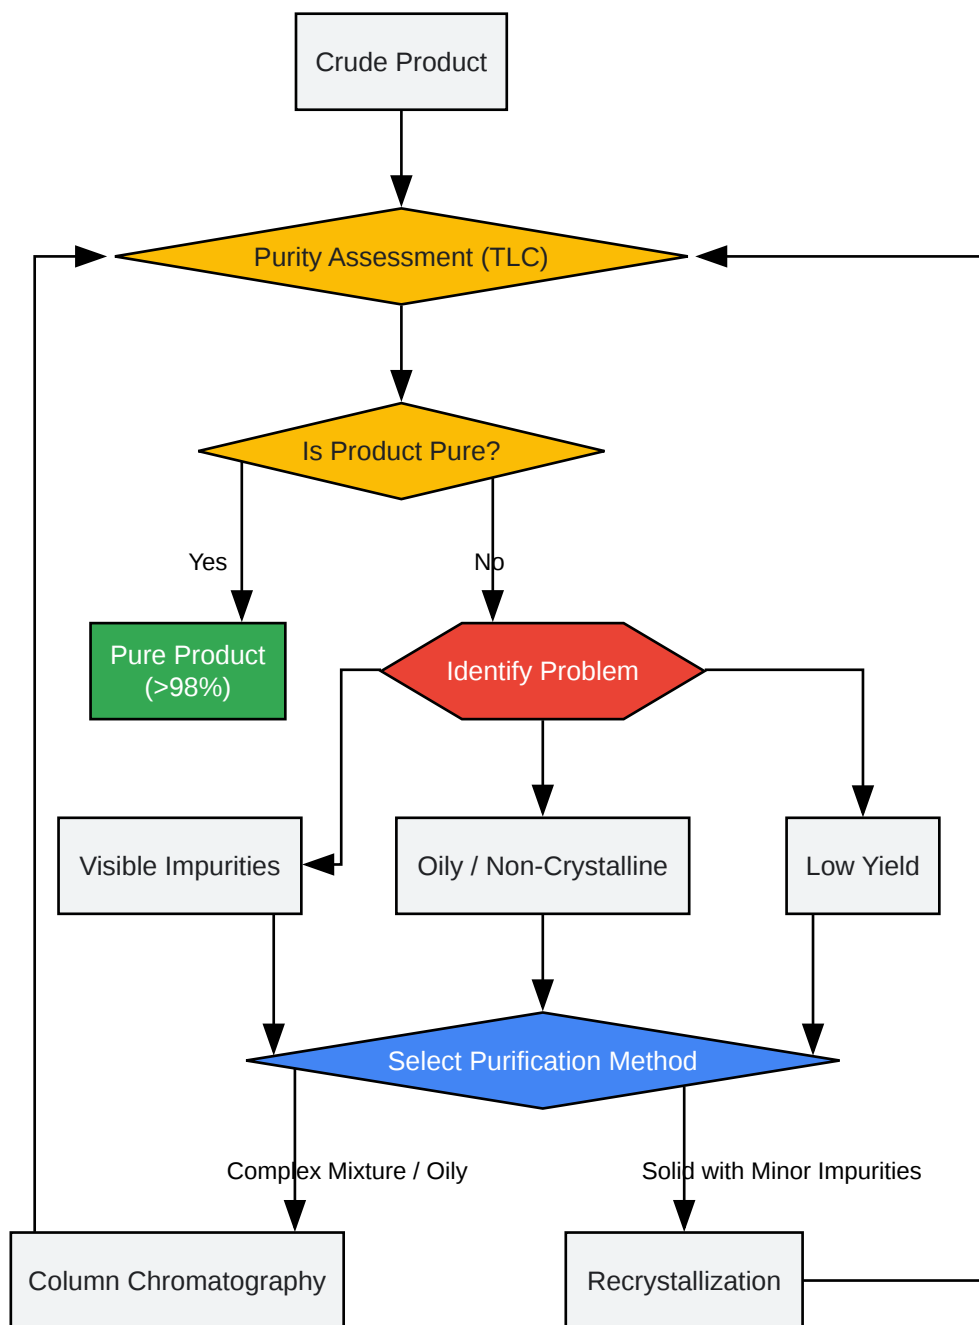 Crude Product
Purity Assessment (TLC)
Is Product Pure?
Yes
No
Pure Product
(>98%)
Identify Problem
Visible Impurities
Oily / Non-Crystalline
Low Yield
Select Purification Method
Complex Mixture / Oily
Solid with Minor Impurities
Column Chromatography
Recrystallization